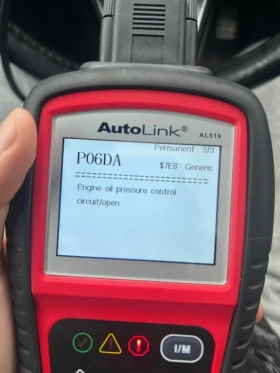 AutoLink®
AL519
Permanent 3/3
P06DA
$7E8 Generic
==============================
Engine oil pressure control
circuit/open
I/M